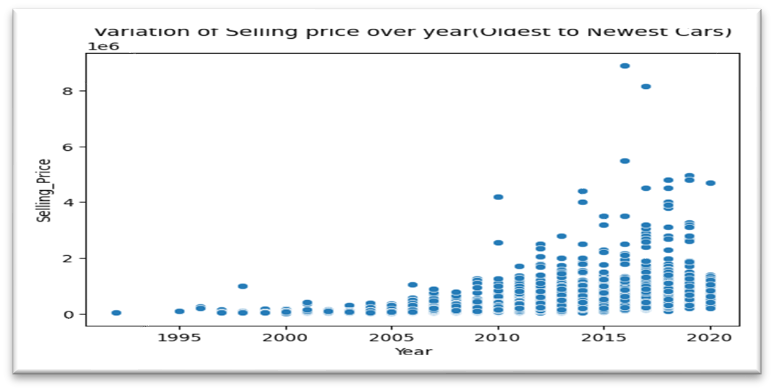 Variation of Selling price over year(Oldest to Newest Cars)
1e6
8
6
4
2
0
Selling_Price
1995 2000 2005 2010 2015 2020
Year